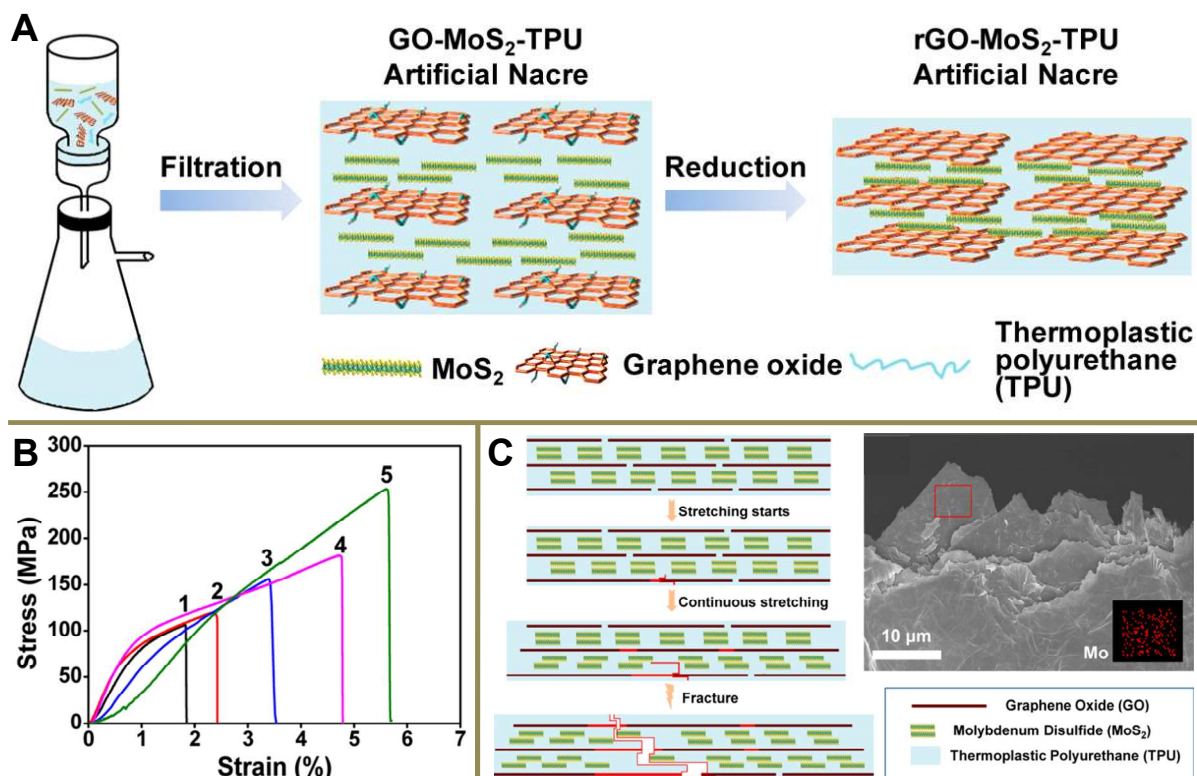 A
GO-MoS2-TPU
Artificial Nacre
rGO-MoS2-TPU
Artificial Nacre
Filtration
Reduction
MoS2
Graphene oxide
Thermoplastic
polyurethane
(TPU)
B
300
250
200
150
100
50
0
Stress (MPa)
0 1 2 3 4 5 6 7
Strain (%)
1
2
3
4
5
C
Stretching starts
Continuous stretching
Fracture
10 μm
Mo
Graphene Oxide (GO)
Molybdenum Disulfide (MoS2)
Thermoplastic Polyurethane (TPU)